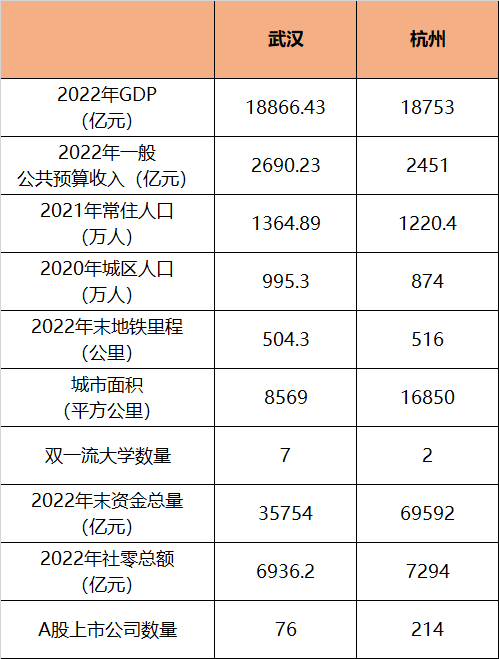 武汉 杭州
2022年GDP
（亿元） 18866.43 18753
2022年一般
公共预算收入（亿元） 2690.23 2451
2021年常住人口
（万人） 1364.89 1220.4
2020年城区人口
（万人） 995.3 874
2022年末地铁里程
（公里） 504.3 516
城市面积
（平方公里） 8569 16850
双一流大学数量 7 2
2022年末资金总量
（亿元） 35754 69592
2022年社零总额
（亿元） 6936.2 7294
A股上市公司数量 76 214